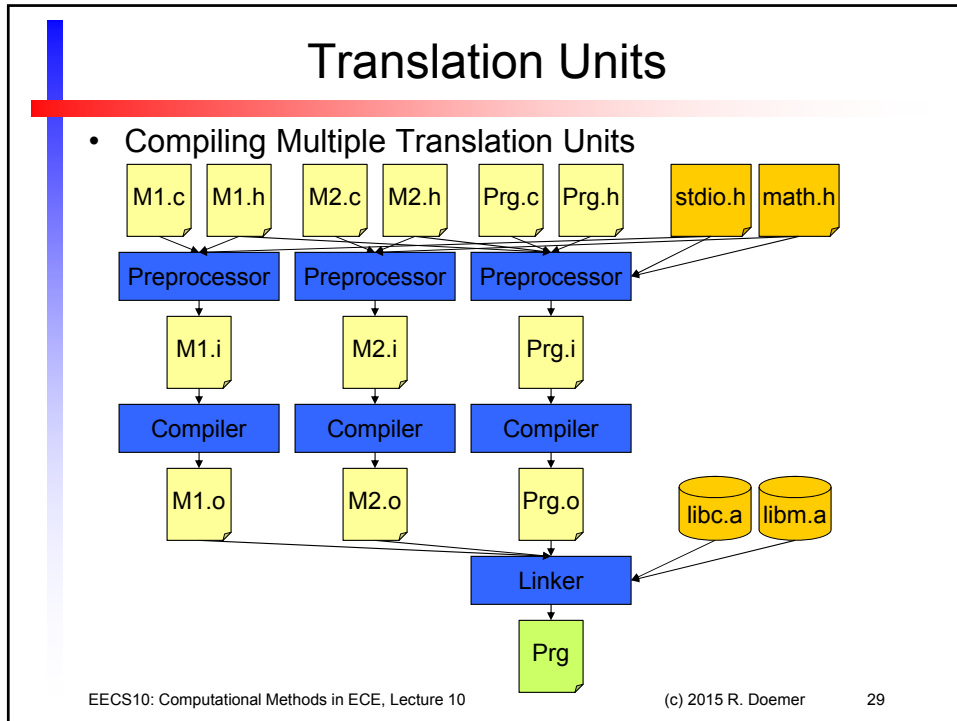 Translation Units
• Compiling Multiple Translation Units
M1.c M1.h M2.c M2.h Prg.c Prg.h stdio.h math.h
Preprocessor Preprocessor Preprocessor
M1.i M2.i Prg.i
Compiler Compiler Compiler
M1.o M2.o Prg.o libc.a libm.a
Linker
Prg
EECS10: Computational Methods in ECE, Lecture 10 (c) 2015 R. Doemer 29